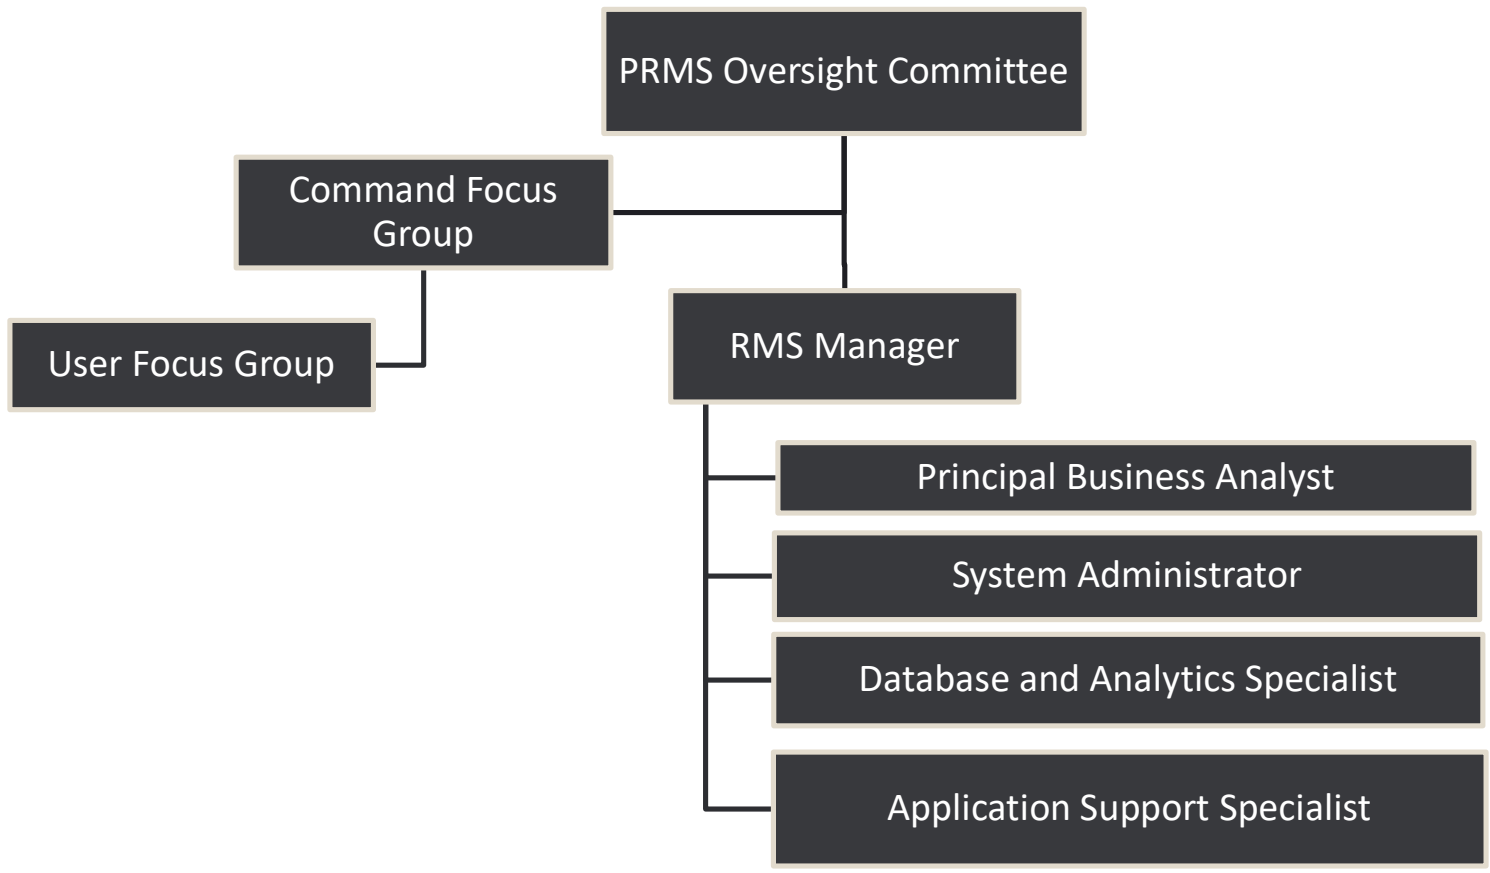 PRMS Oversight Committee
Command Focus
Group
User Focus Group
RMS Manager
Principal Business Analyst
System Administrator
Database and Analytics Specialist
Application Support Specialist